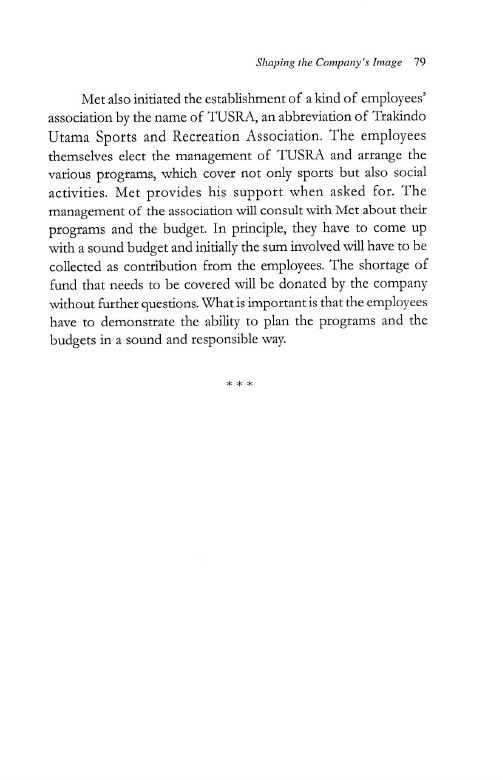 Shaping the Company's Image 79
Met also initiated the establishment of a kind of employees'
association by the name of TUSRA, an abbreviation of Trakindo
Utama Sports and Recreation Association. The employees
themselves elect the management of TUSRA and arrange the
various programs, which cover not only sports but also social
activities. Met provides his support when asked for. The
management of the association will consult with Met about their
programs and the budget. In principle, they have to come up
with a sound budget and initially the sum involved will have to be
collected as contribution from the employees. The shortage of
fund that needs to be covered will be donated by the company
without further questions. What is important is that the employees
have to demonstrate the ability to plan the programs and the
budgets in a sound and responsible way.
* * *